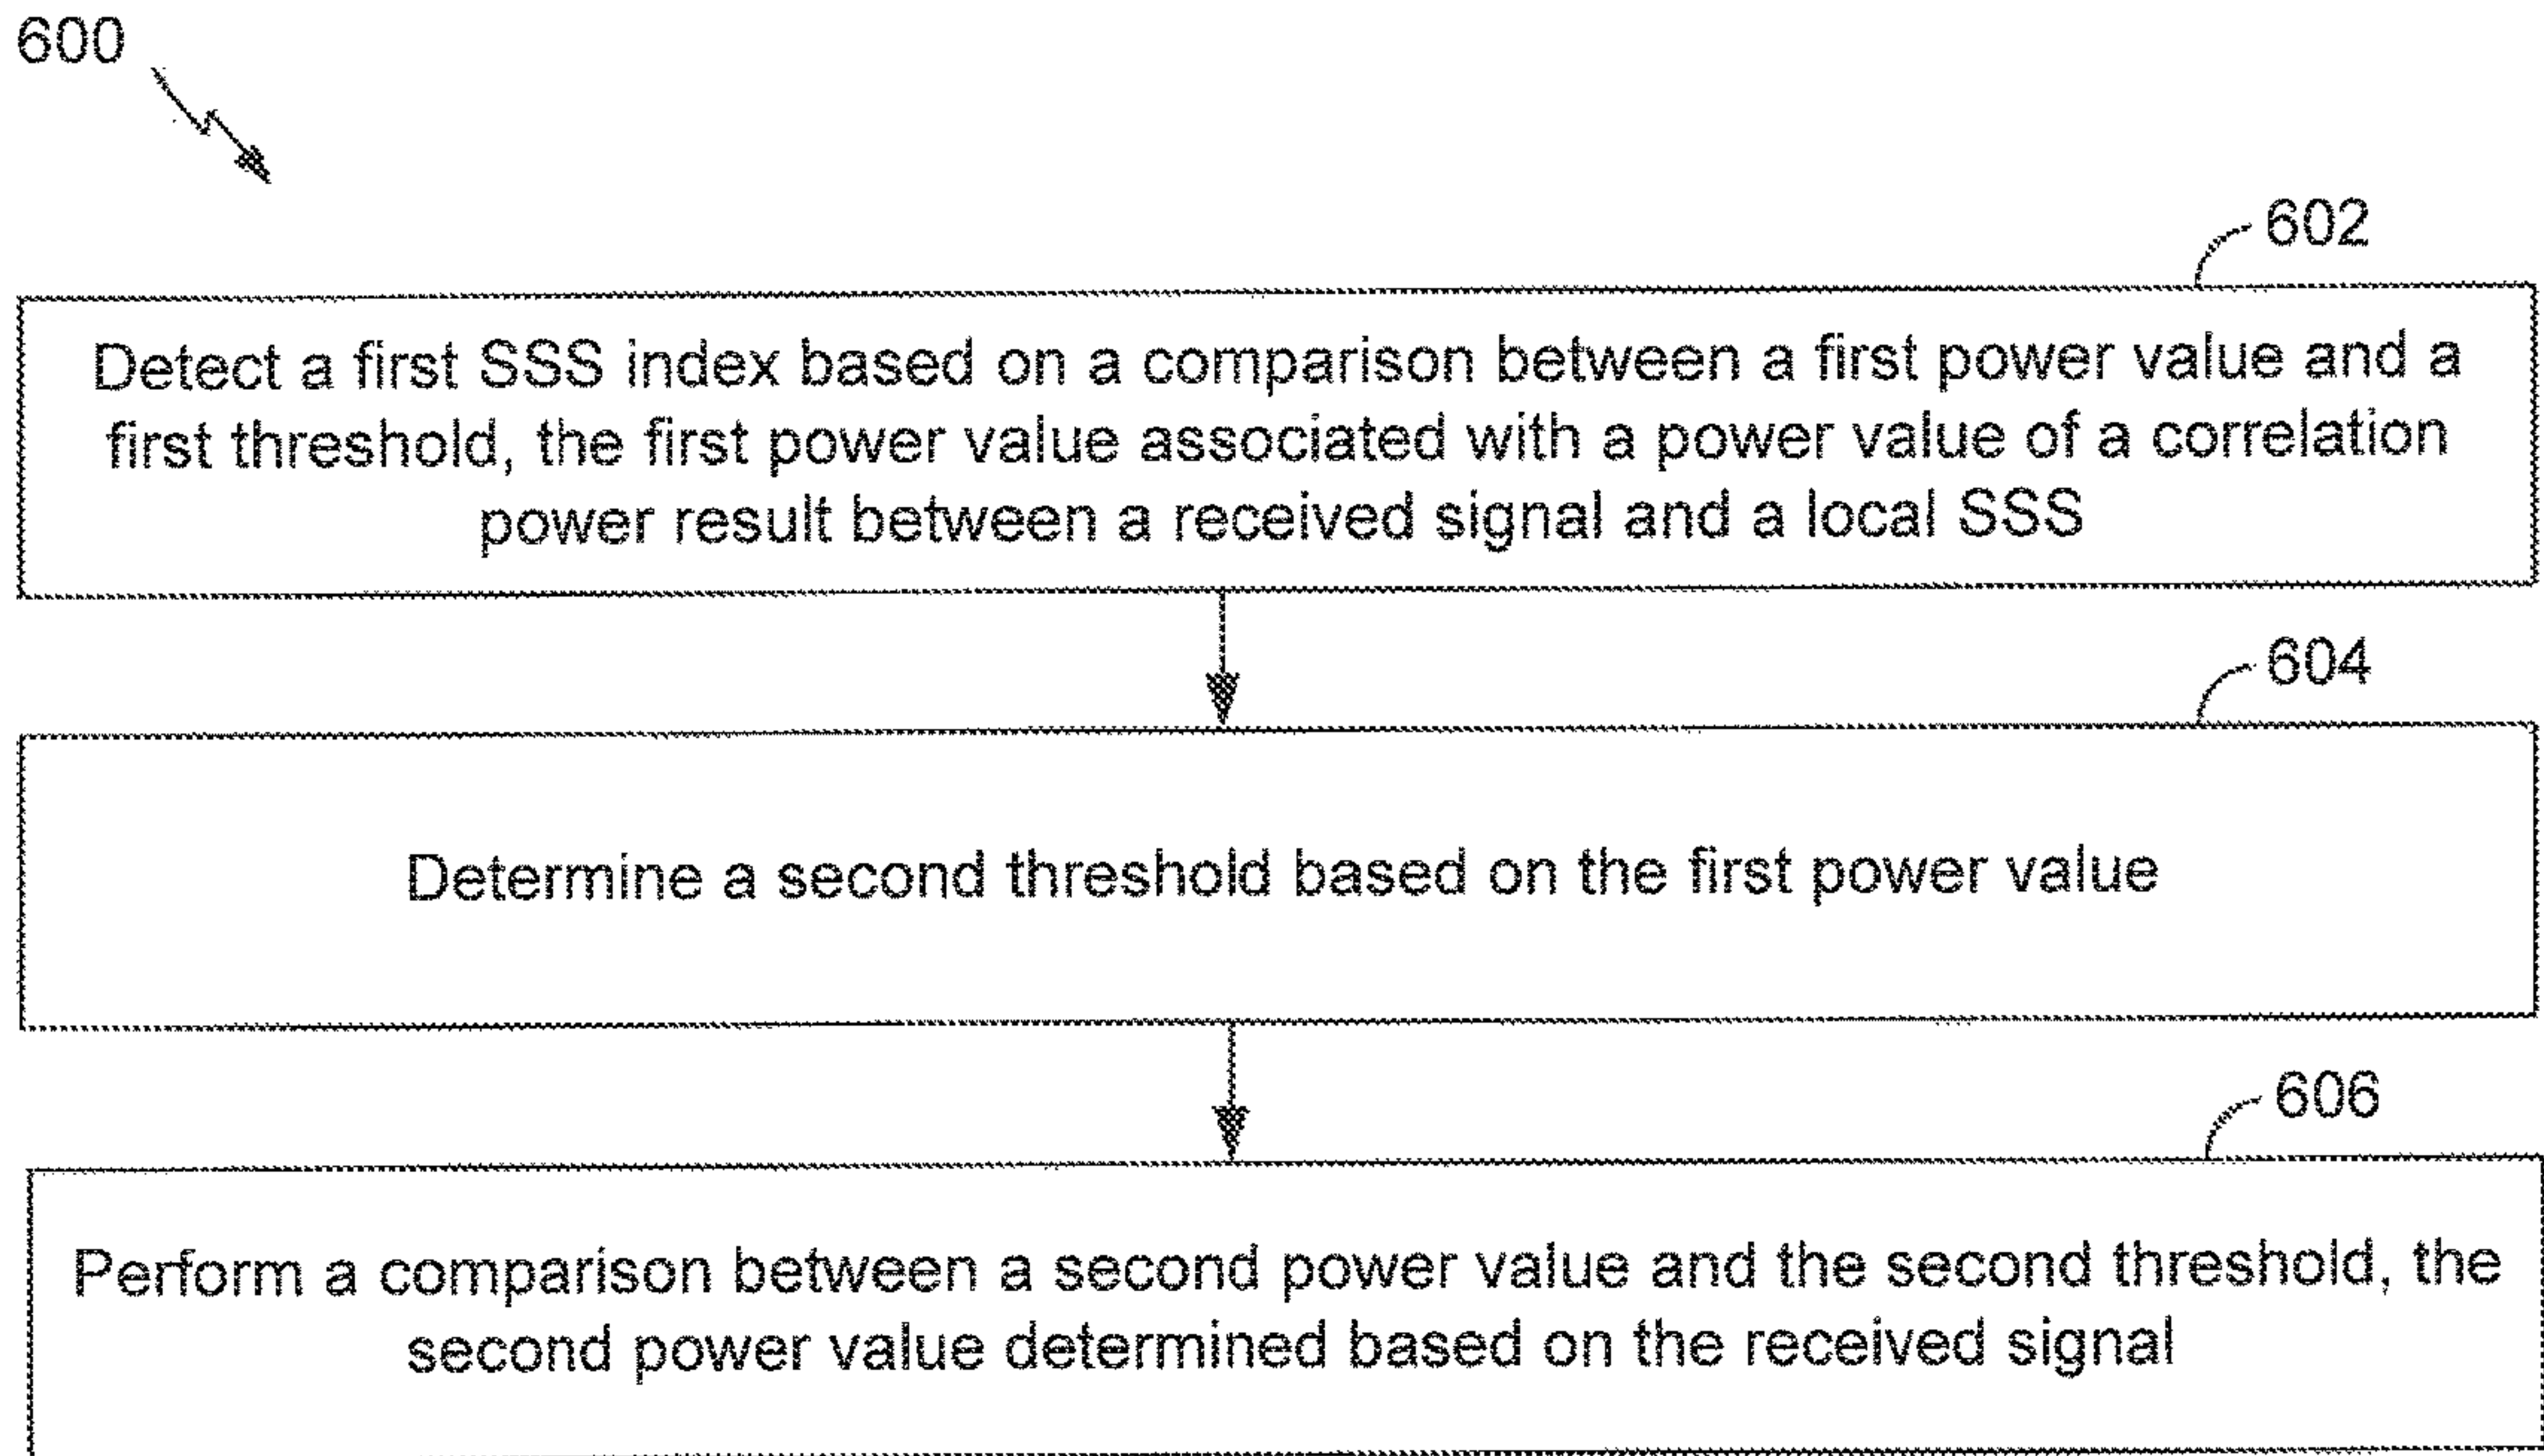 600
602
Detect a first SSS index based on a comparison between a first power value and a
first threshold, the first power value associated with a power value of a correlation
power result between a received signal and a local SSS
604
Determine a second threshold based on the first power value
606
Perform a comparison between a second power value and the second threshold, the
second power value determined based on the received signal